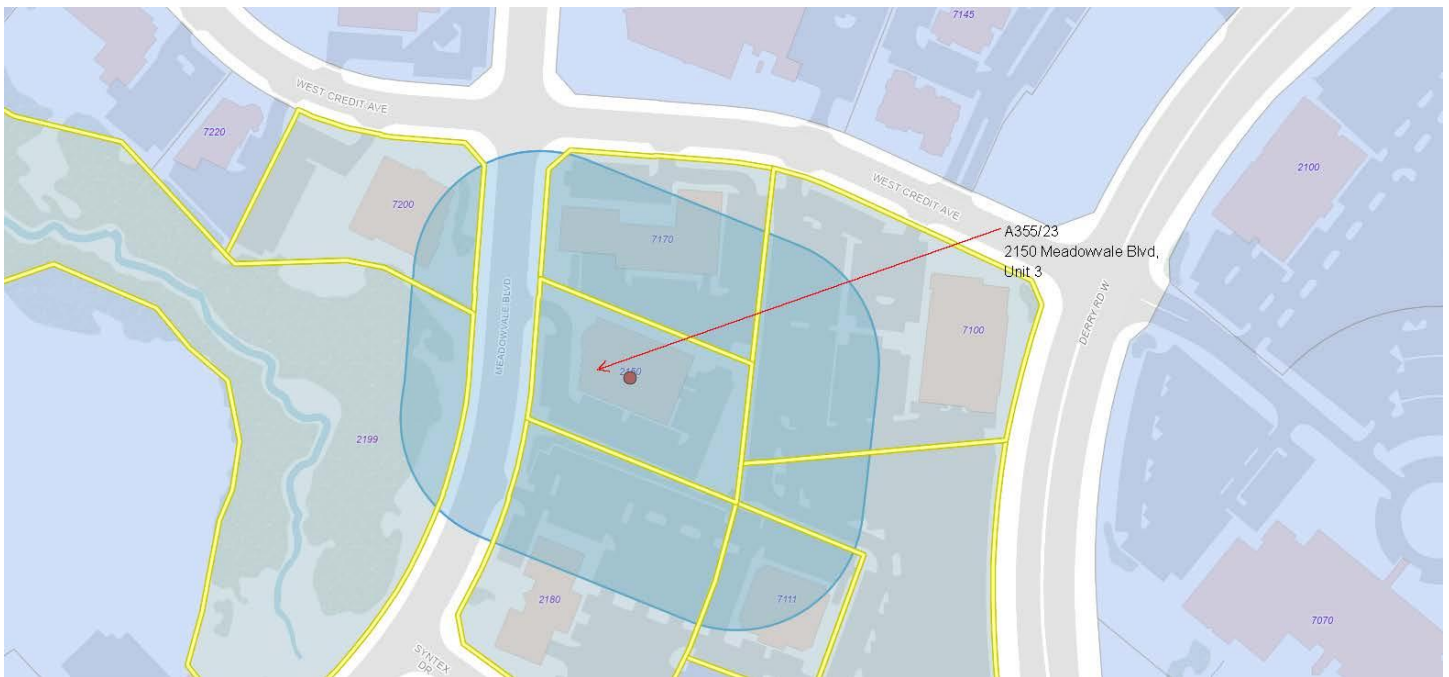 7145
WEST CREDIT AVE
7220
2100
7200
WEST CREDIT AVE
A355/23
2150 Meadowvale Blvd,
Unit 3
7170
MEADOWVALE BLVD
7100
DERRY RD W
2150
2199
2180
7111
7070
SYNTEX
DR